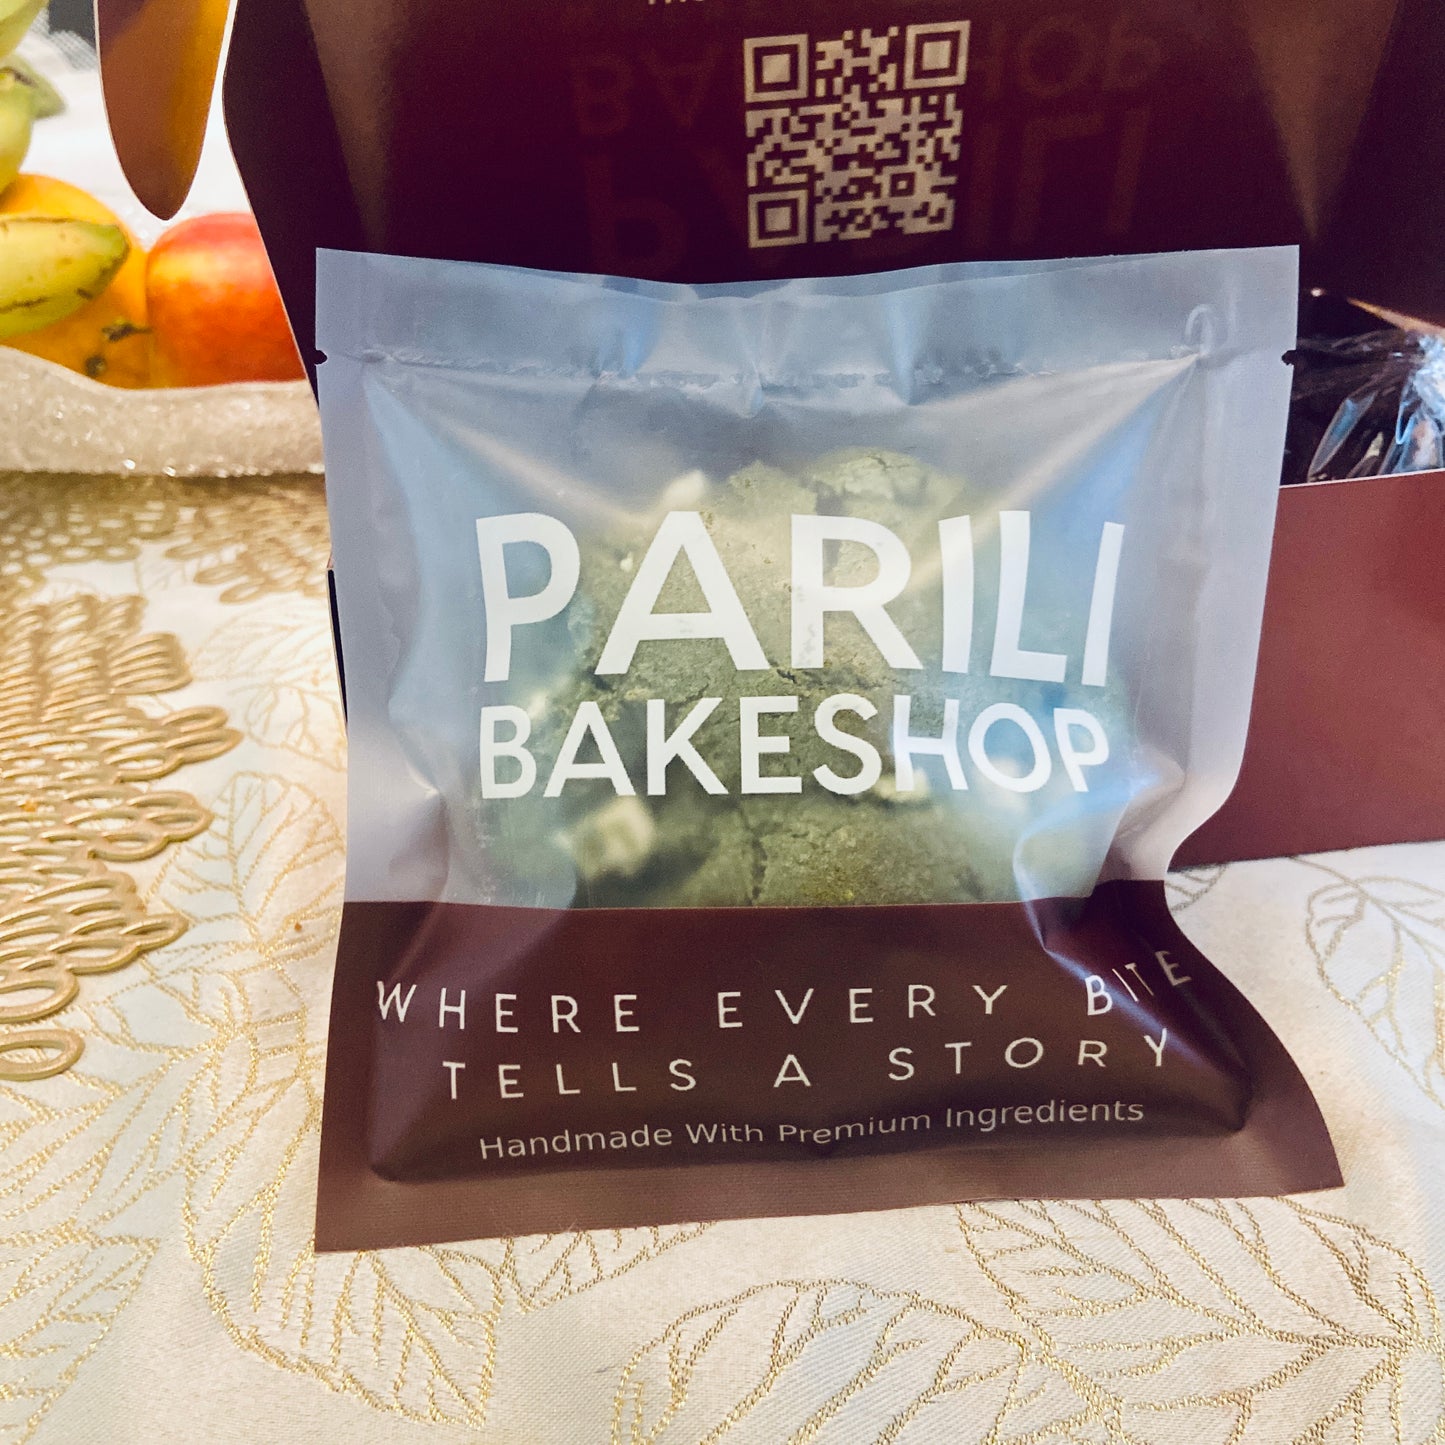 PARILI
BAKESHOP
WHERE EVERY BITE
TELLS A STORY
Handmade With Premium Ingredients